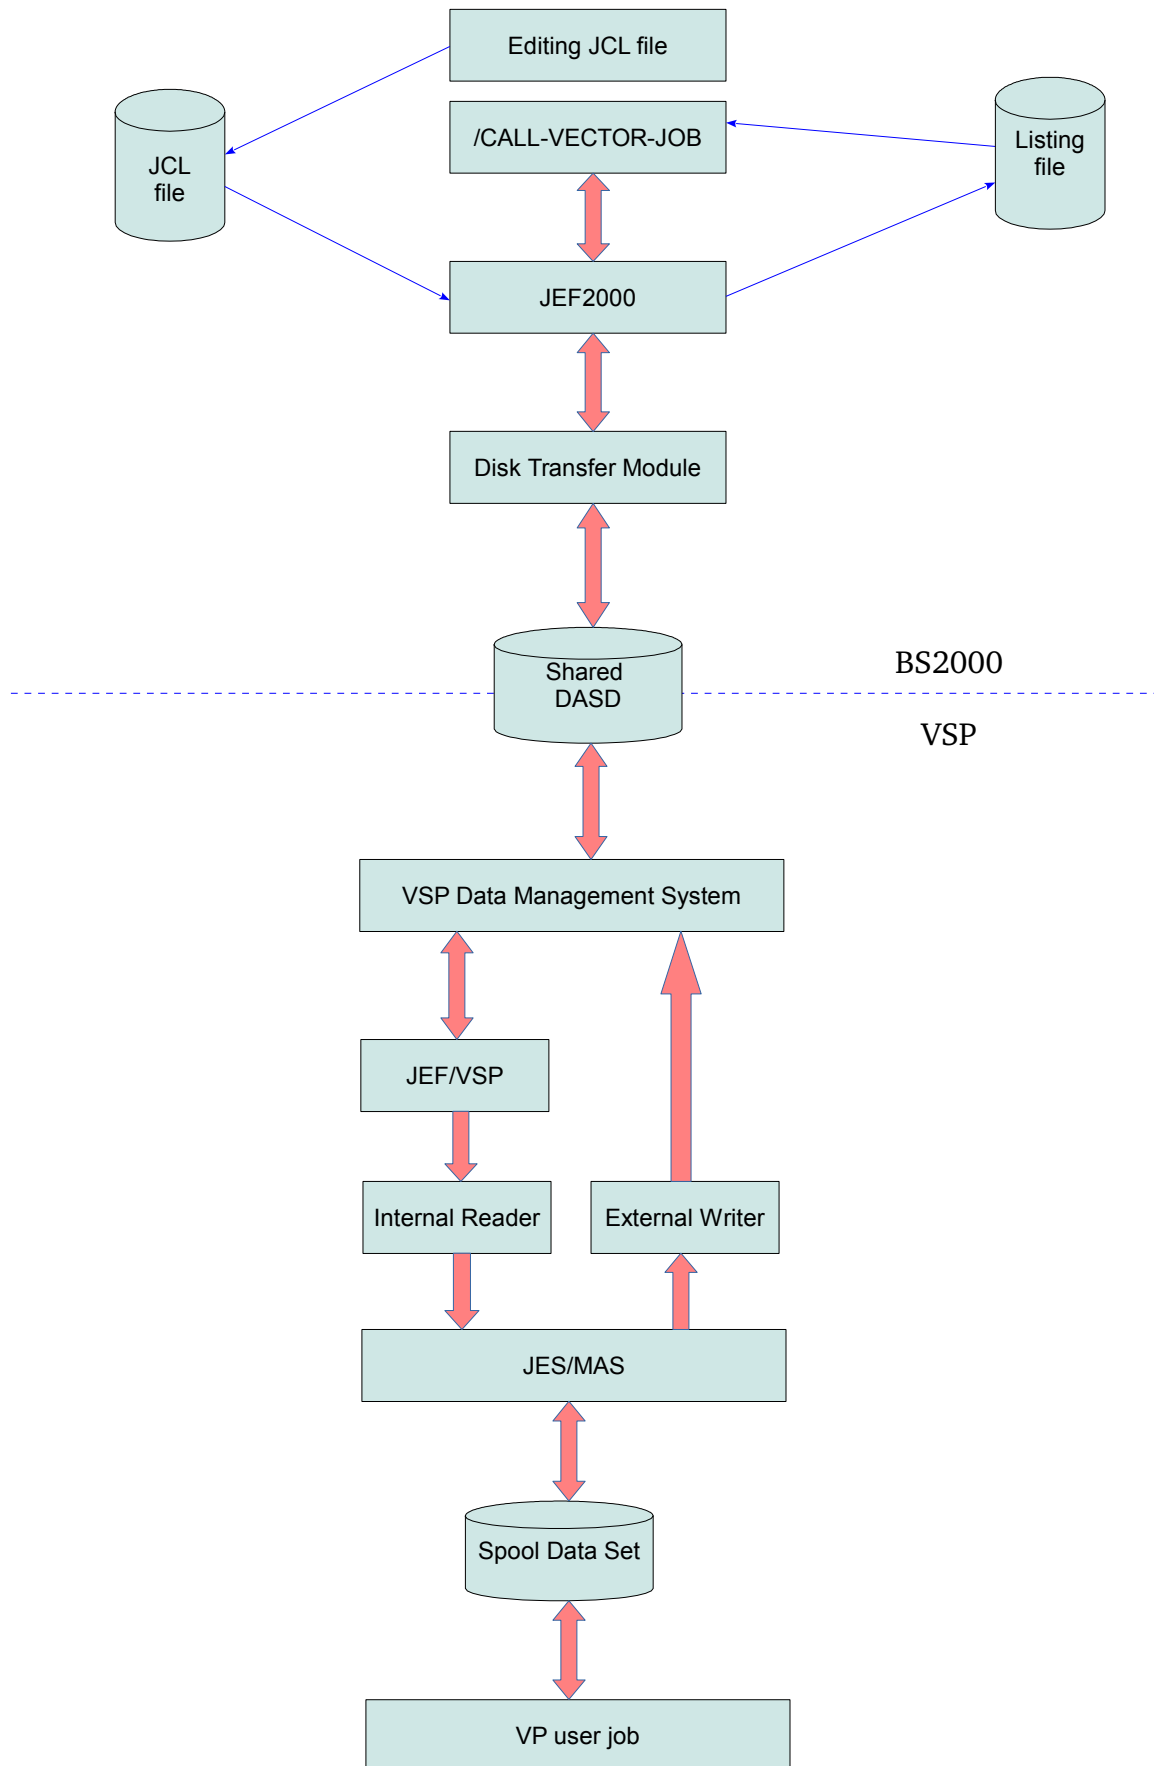 Editing JCL file
/CALL-VECTOR-JOB
JCL
file
Listing
file
JEF2000
Disk Transfer Module
Shared
DASD
BS2000
VSP
VSP Data Management System
JEF/VSP
Internal Reader
External Writer
JES/MAS
Spool Data Set
VP user job